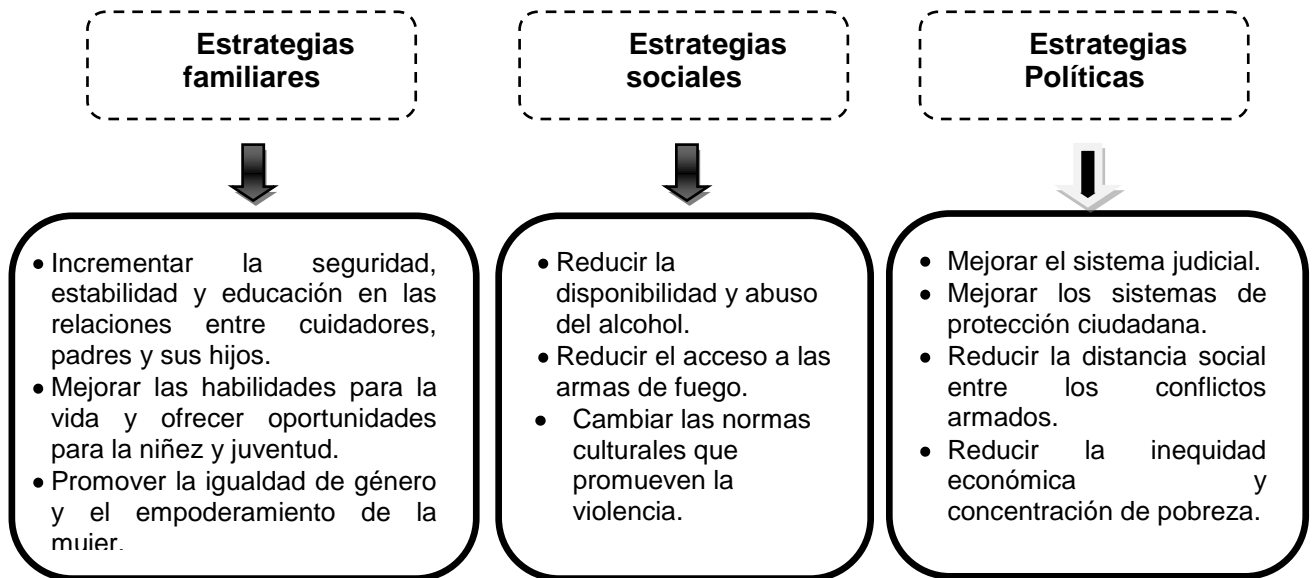 Estrategias
familiares
Estrategias
sociales
Estrategias
Políticas
• Incrementar la seguridad,
estabilidad y educación en las
relaciones entre cuidadores,
padres y sus hijos.
• Mejorar las habilidades para la
vida y ofrecer oportunidades
para la niñez y juventud.
• Promover la igualdad de género
y el empoderamiento de la
mujer.
• Reducir la
disponibilidad y abuso
del alcohol.
• Reducir el acceso a las
armas de fuego.
• Cambiar las normas
culturales que
promueven la
violencia.
• Mejorar el sistema judicial.
• Mejorar los sistemas de
protección ciudadana.
• Reducir la distancia social
entre los conflictos
armados.
• Reducir la inequidad
económica y
concentración de pobreza.